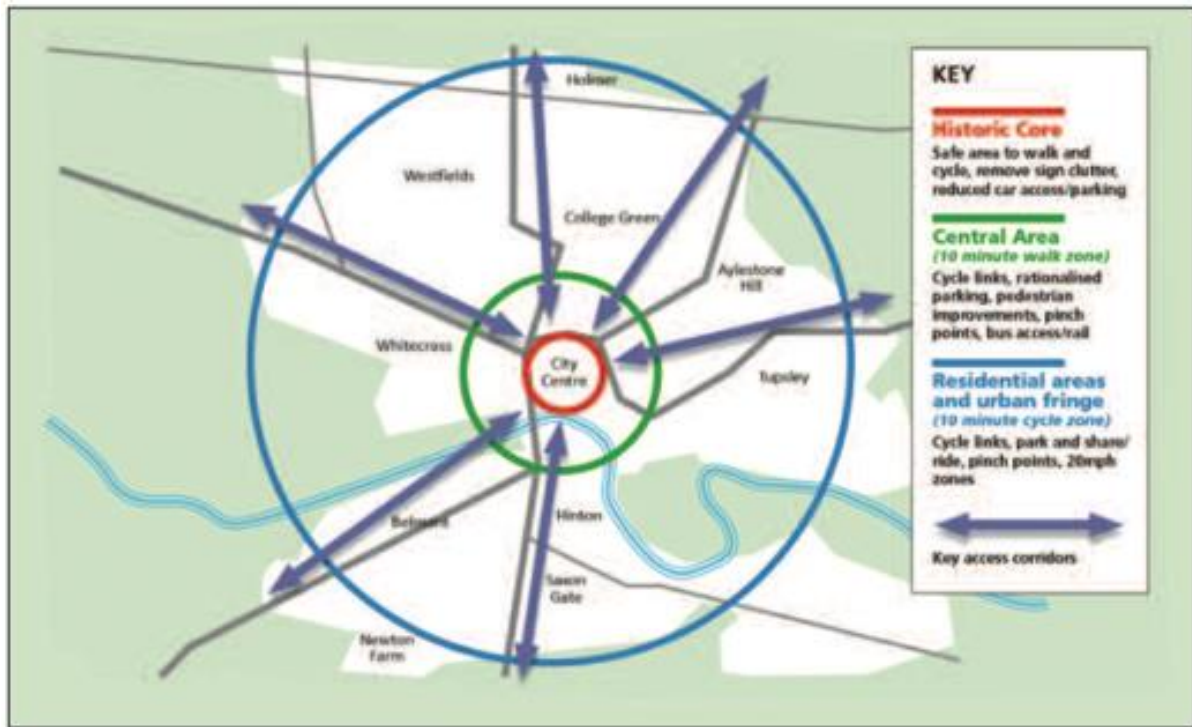 Holmer
Westfields
College Green
Aylestone
Hill
Whitecross
City
Centre
Tupsley
Belmont
Hinton
Saxon
Gate
Newton
Farm
KEY
Historic Core
Safe area to walk and
cycle, remove sign clutter,
reduced car access/parking
Central Area
(10 minute walk zone)
Cycle links, rationalised
parking, pedestrian
improvements, pinch
points, bus access/rail
Residential areas
and urban fringe
(10 minute cycle zone)
Cycle links, park and share/
ride, pinch points, 20mph
zones
Key access corridors